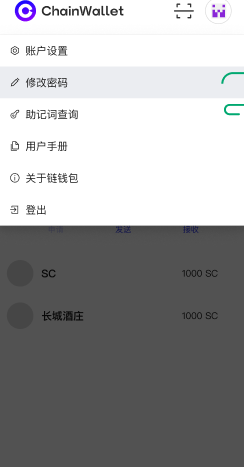 ChainWallet
账户设置
修改密码
助记词查询
用户手册
关于链钱包
登出
发送 接收
SC 1000 SC
长城酒庄 1000 SC